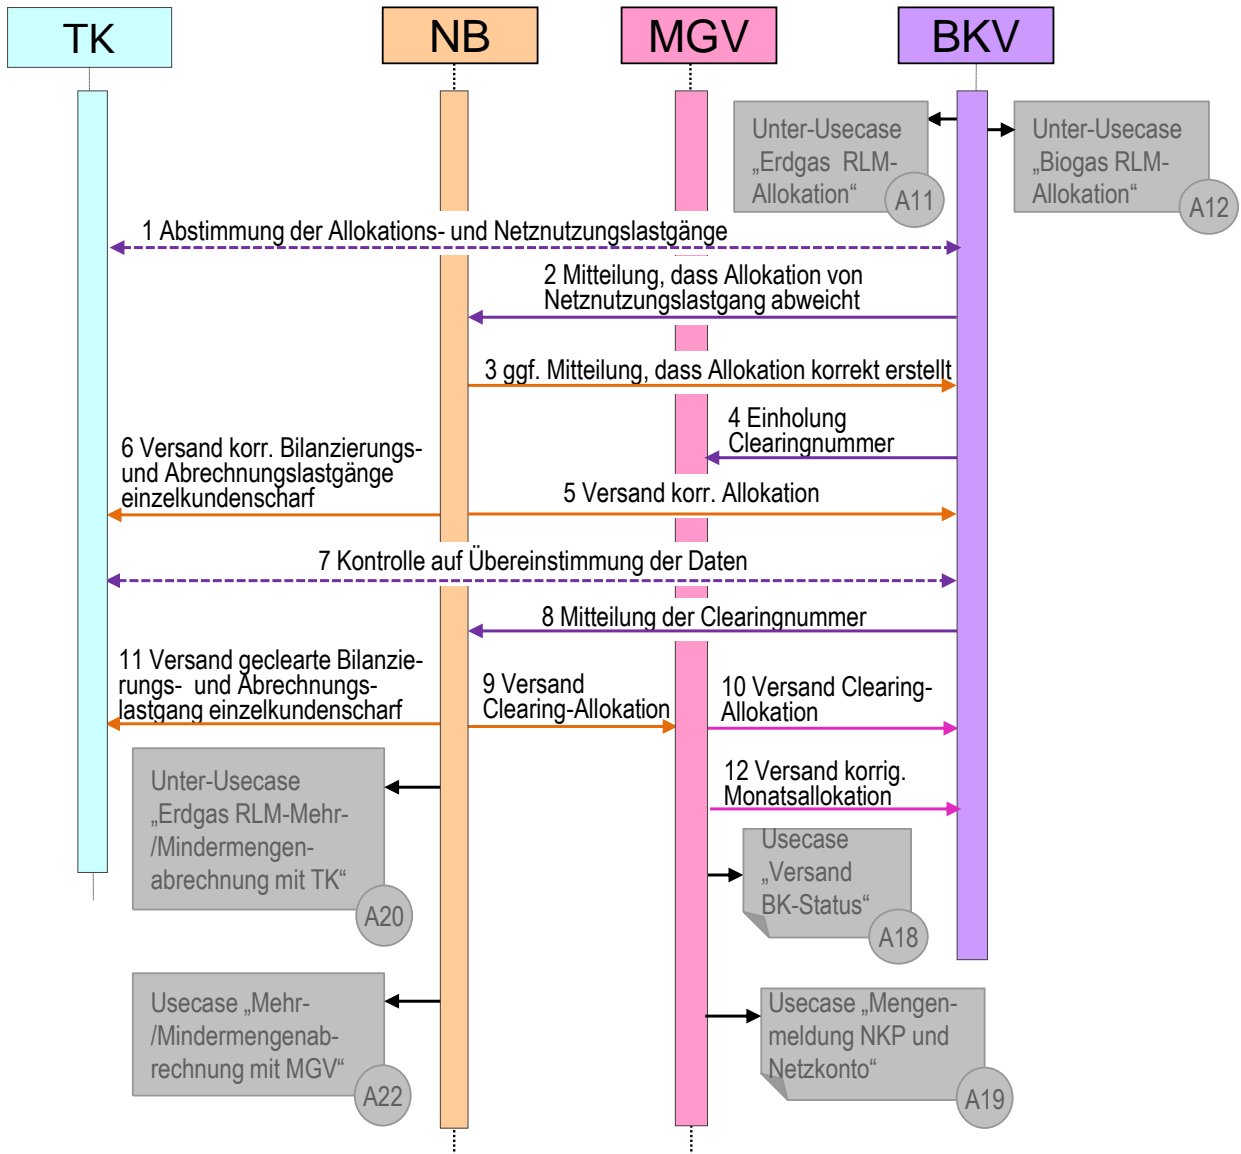 TK
NB
MGV
BKV
Unter-Usecase
„Erdgas RLM-
Allokation“
A11
Unter-Usecase
„Biogas RLM-
Allokation“
A12
1 Abstimmung der Allokations- und Netznutzungslastgänge
2 Mitteilung, dass Allokation von
Netznutzungslastgang abweicht
3 ggf. Mitteilung, dass Allokation korrekt erstellt
4 Einholung
Clearingnummer
6 Versand korr. Bilanzierungs-
und Abrechnungslastgänge
einzelkundenscharf
5 Versand korr. Allokation
7 Kontrolle auf Übereinstimmung der Daten
8 Mitteilung der Clearingnummer
11 Versand geclearte Bilanzie-
rungs- und Abrechnungs-
lastgang einzelkundenscharf
9 Versand
Clearing-Allokation
10 Versand Clearing-
Allokation
12 Versand korrig.
Monatsallokation
Unter-Usecase
„Erdgas RLM-Mehr-
/Mindermengen-
abrechnung mit TK“
A20
Usecase
„Versand
BK-Status“
A18
Usecase „Mehr-
/Mindermengenab-
rechnung mit MGV“
A22
Usecase „Mengen-
meldung NKP und
Netzkonto“
A19